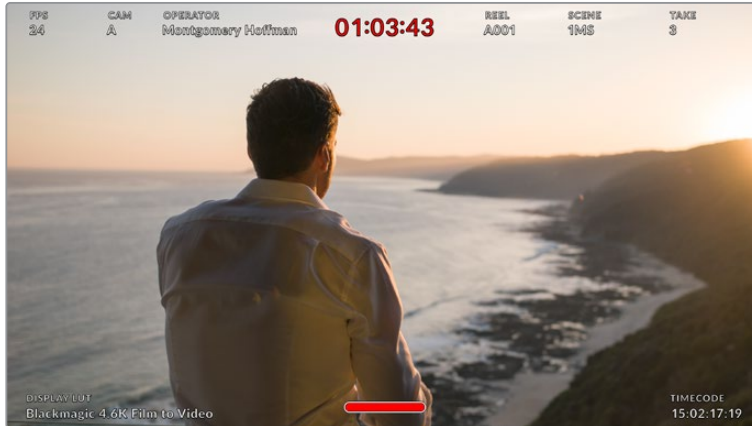 FPS CAM OPERATOR 01:03:43 REEL SCENE TAKE
24 A Montgomery Hoffman A001 1MS 3
DISPLAY LUT TIMECODE
Blackmagic 4.6K Film to Video 15:02:17:19